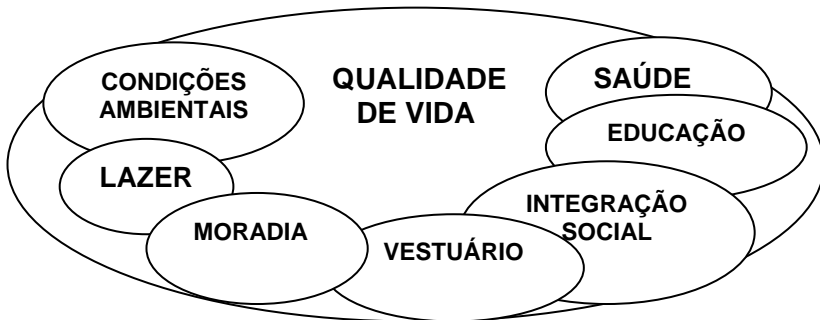 CONDIÇÕES
AMBIENTAIS
QUALIDADE
DE VIDA
SAÚDE
EDUCAÇÃO
LAZER
INTEGRAÇÃO
SOCIAL
MORADIA
VESTUÁRIO